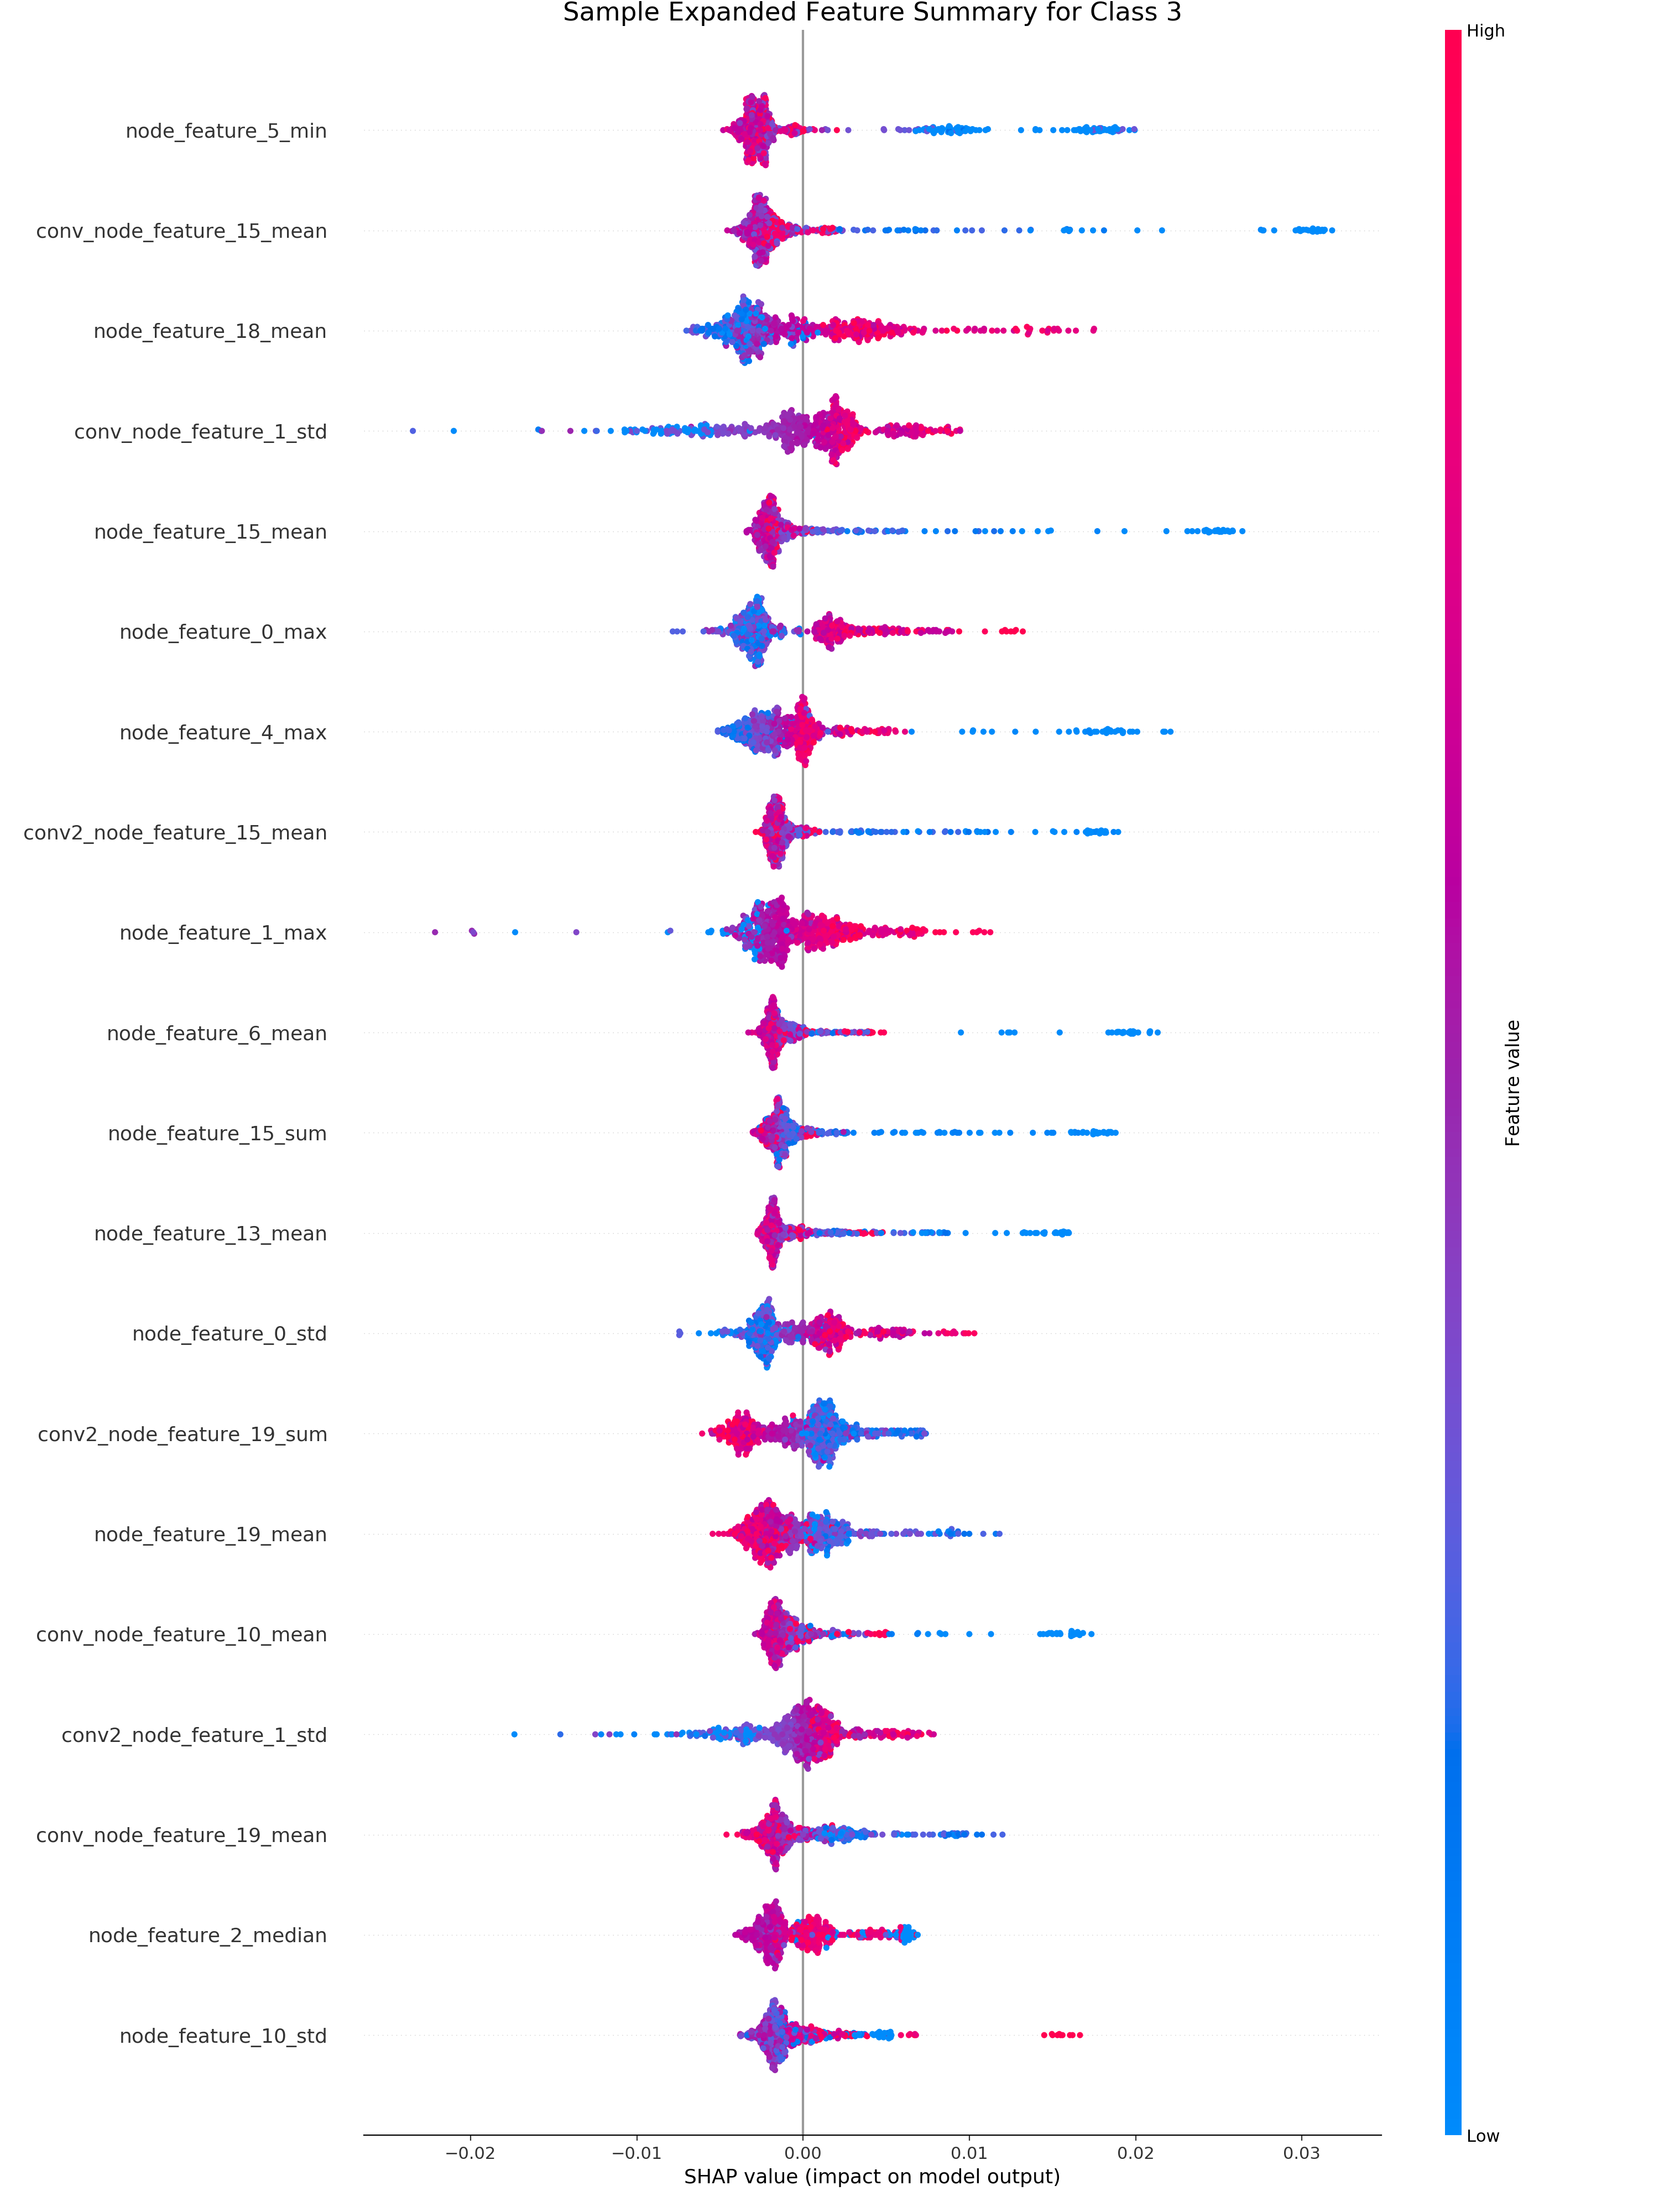 Sample Expanded Feature Summary for Class 3
High
node_feature_5_min
conv_node_feature_15_mean
node_feature_18_mean
conv_node_feature_1_std
node_feature_15_mean
node_feature_0_max
node_feature_4_max
conv2_node_feature_15_mean
node_feature_1_max
node_feature_6_mean
node_feature_15_sum
node_feature_13_mean
node_feature_0_std
conv2_node_feature_19_sum
node_feature_19_mean
conv_node_feature_10_mean
conv2_node_feature_1_std
conv_node_feature_19_mean
node_feature_2_median
node_feature_10_std
Feature value
Low
−0.02 −0.01 0.00 0.01 0.02 0.03
SHAP value (impact on model output)